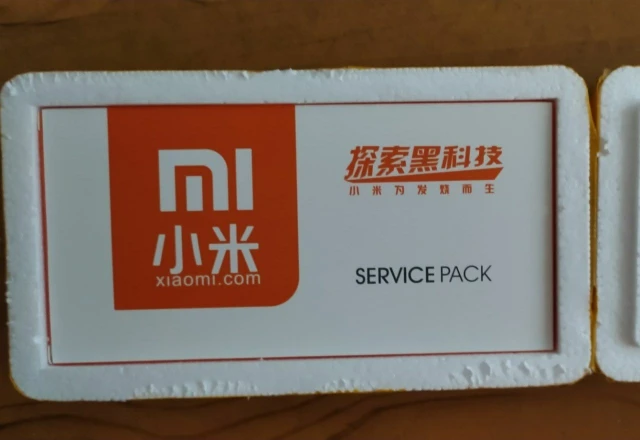 mi
小米
xiaomi.com
探索黑科技
小米为发烧而生
SERVICE PACK